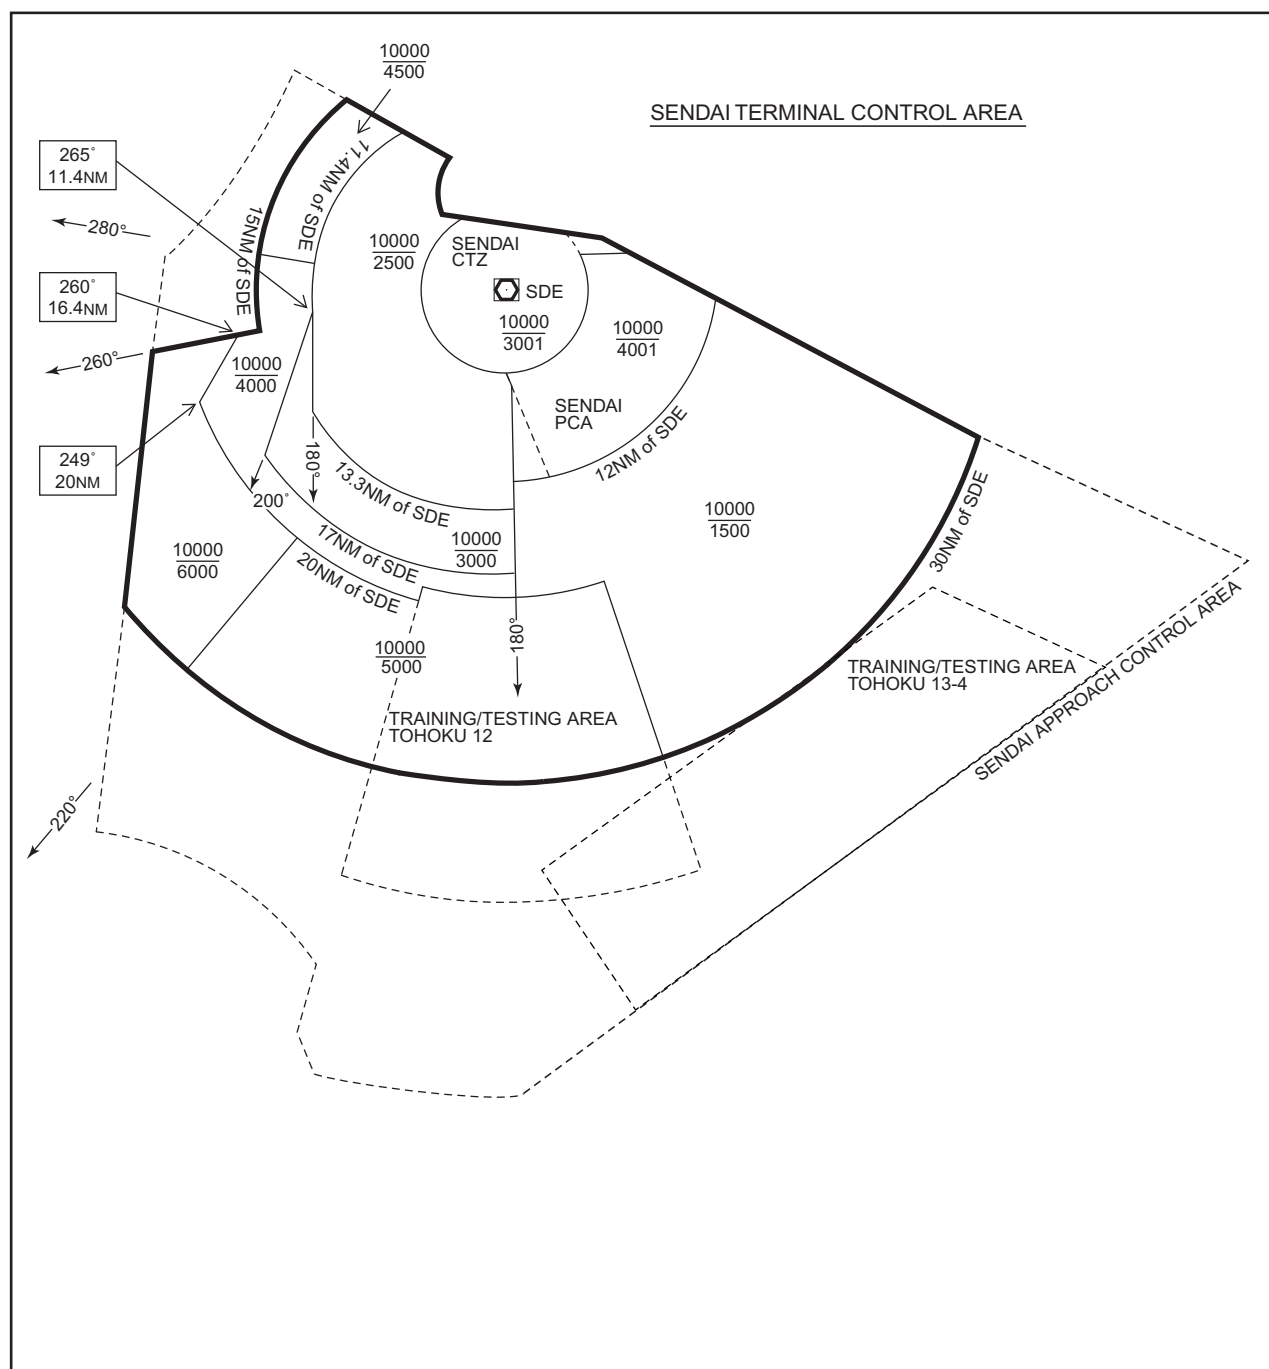 10000
4500
SENDAI TERMINAL CONTROL AREA
265°
11.4NM
11.4NM of SDE
280°
15NM of SDE
10000
2500
SENDAI
CTZ
SDE
260°
16.4NM
10000
3001
10000
4001
260°
10000
4000
SENDAI
PCA
249°
20NM
180°
13.3NM of SDE
12NM of SDE
200°
10000
1500
30NM of SDE
17NM of SDE
10000
3000
10000
6000
20NM of SDE
180°
10000
5000
TRAINING/TESTING AREA
TOHOKU 13-4
SENDAI APPROACH CONTROL AREA
TRAINING/TESTING AREA
TOHOKU 12
220°